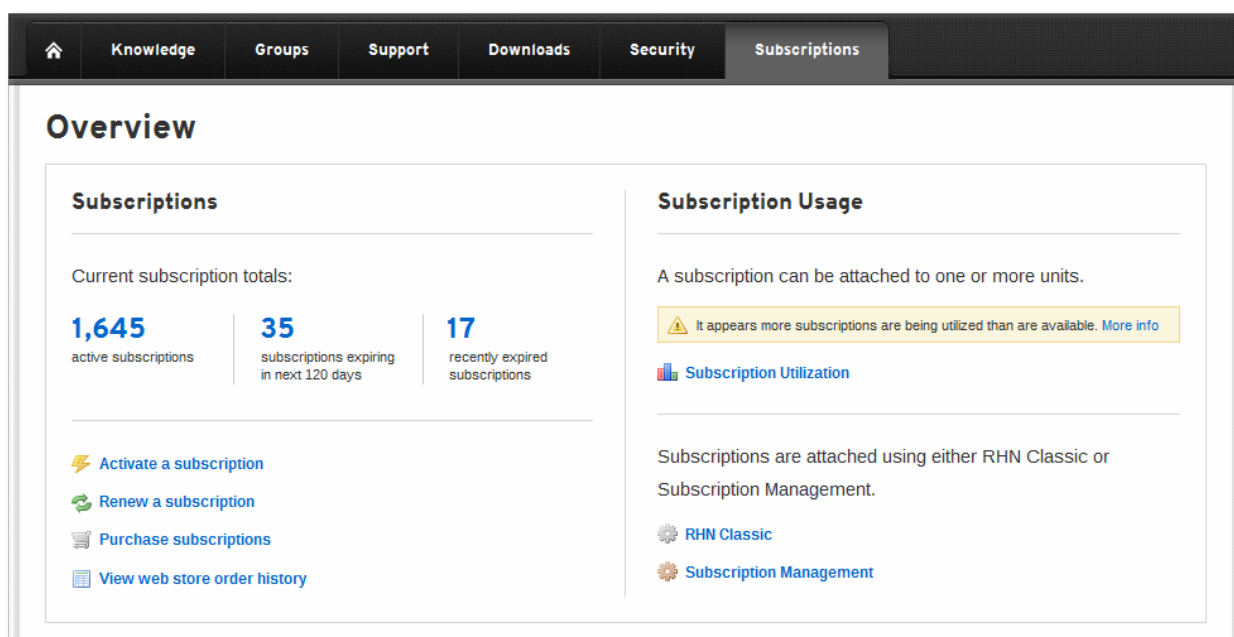 Knowledge Groups Support Downloads Security Subscriptions
Overview
Subscriptions
Current subscription totals:
1,645
active subscriptions
35
subscriptions expiring
in next 120 days
17
recently expired
subscriptions
Activate a subscription
Renew a subscription
Purchase subscriptions
View web store order history
Subscription Usage
A subscription can be attached to one or more units.
It appears more subscriptions are being utilized than are available. More info
Subscription Utilization
Subscriptions are attached using either RHN Classic or
Subscription Management.
RHN Classic
Subscription Management